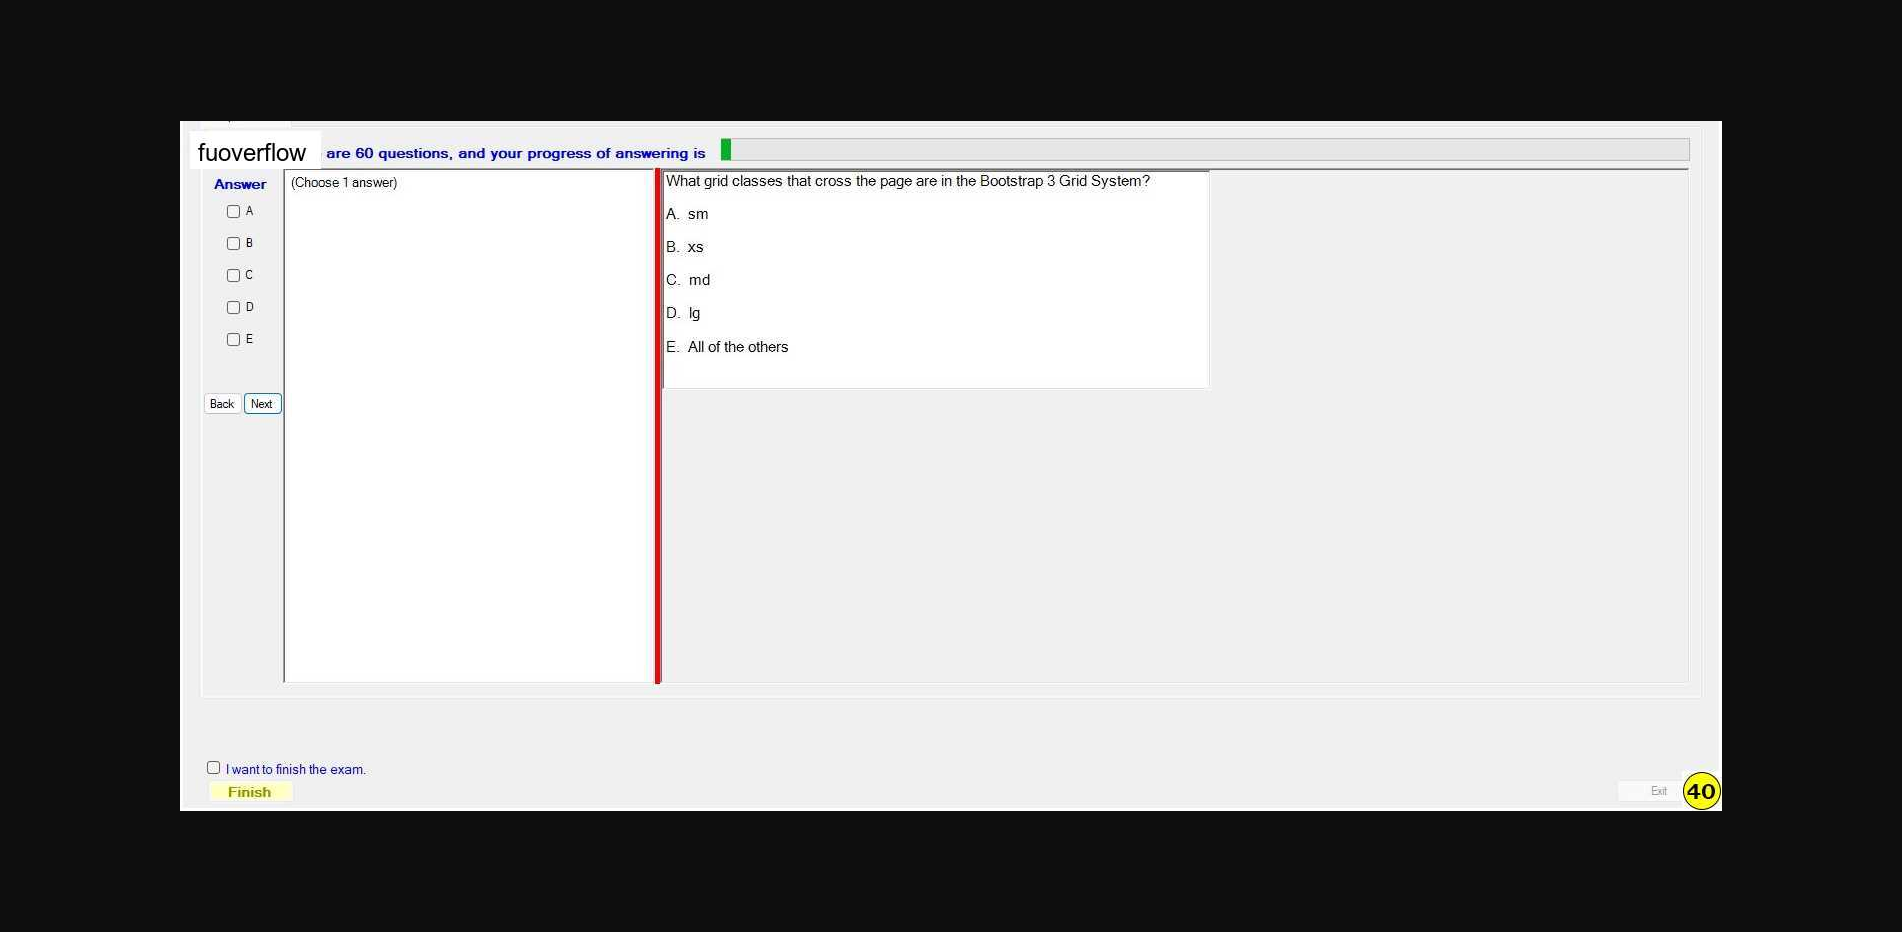 fuoverflow are 60 questions, and your progress of answering is
Answer
(Choose 1 answer)
A
B
C
D
E
Back Next
What grid classes that cross the page are in the Bootstrap 3 Grid System?
A. sm
B. xs
C. md
D. lg
E. All of the others
I want to finish the exam.
Finish
Exit
40